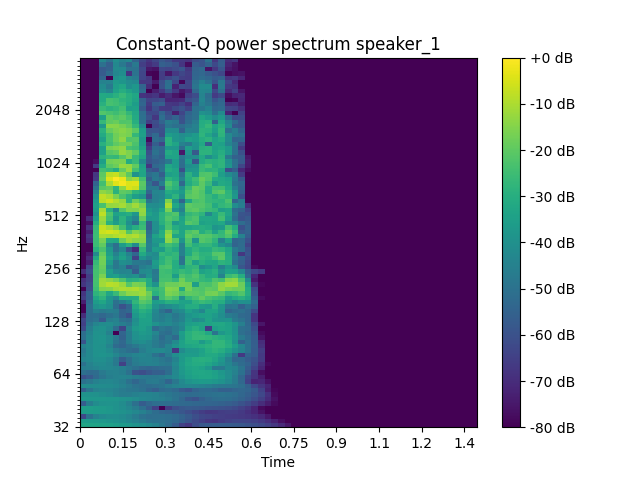 Constant-Q power spectrum speaker_1
Hz
2048
1024
512
256
128
64
32
0 0.15 0.3 0.45 0.6 0.75 0.9 1.1 1.2 1.4
Time
+0 dB
-10 dB
-20 dB
-30 dB
-40 dB
-50 dB
-60 dB
-70 dB
-80 dB